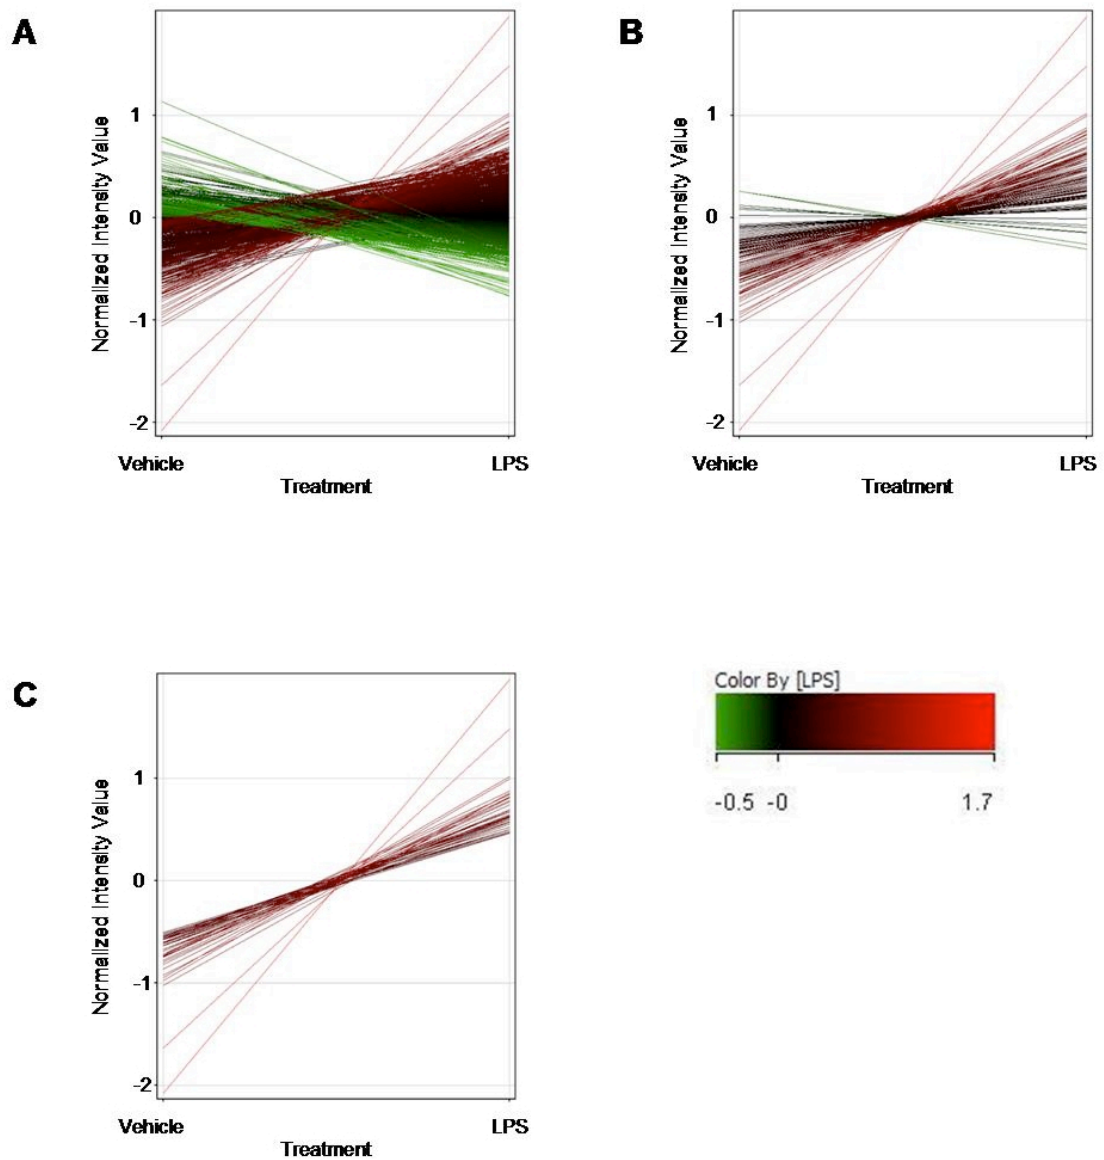 A
Normalized Intensity Value
1
0
-1
-2
Vehicle
LPS
Treatment
B
Normalized Intensity Value
1
0
-1
-2
Vehicle
LPS
Treatment
C
Normalized Intensity Value
1
0
-1
-2
Vehicle
LPS
Treatment
Color By [LPS]
-0.5 -0 1.7